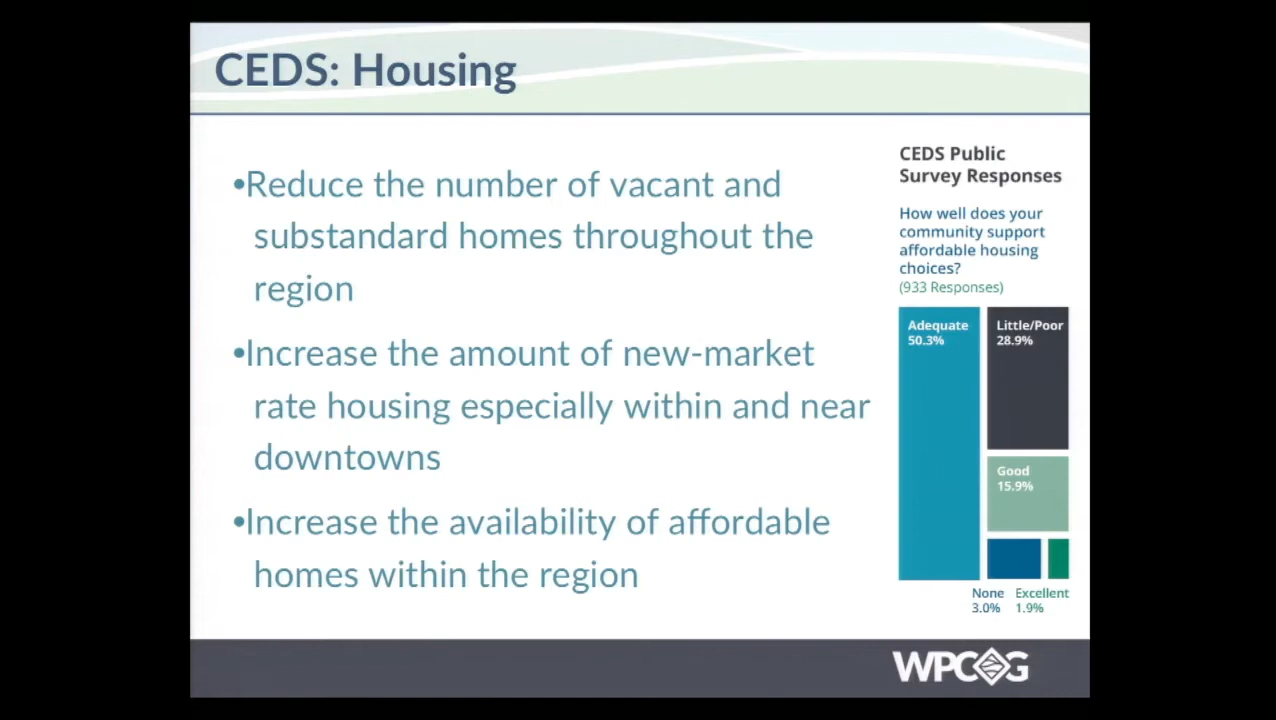 CEDS: Housing
•Reduce the number of vacant and
substandard homes throughout the
region
•Increase the amount of new-market
rate housing especially within and near
downtowns
•Increase the availability of affordable
homes within the region
CEDS Public
Survey Responses
How well does your
community support
affordable housing
choices?
(933 Responses)
Adequate
50.3%
Little/Poor
28.9%
Good
15.9%
None
3.0%
Excellent
1.9%
WPCOG